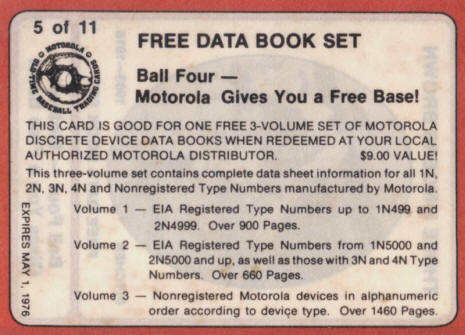 5 of 11
MOTOROLA
OLD-TIME BASEBALL TRADING CARDS
FREE DATA BOOK SET
Ball Four —
Motorola Gives You a Free Base!
THIS CARD IS GOOD FOR ONE FREE 3-VOLUME SET OF MOTOROLA
DISCRETE DEVICE DATA BOOKS WHEN REDEEMED AT YOUR LOCAL
AUTHORIZED MOTOROLA DISTRIBUTOR. $9.00 VALUE!
This three-volume set contains complete data sheet information for all 1N,
2N, 3N, 4N and Nonregistered Type Numbers manufactured by Motorola.
Volume 1 — EIA Registered Type Numbers up to 1N499 and
2N4999. Over 900 Pages.
Volume 2 — EIA Registered Type Numbers from 1N5000 and
2N5000 and up, as well as those with 3N and 4N Type
Numbers. Over 660 Pages.
Volume 3 — Nonregistered Motorola devices in alphanumeric
order according to device type. Over 1460 Pages.
EXPIRES MAY 1, 1976